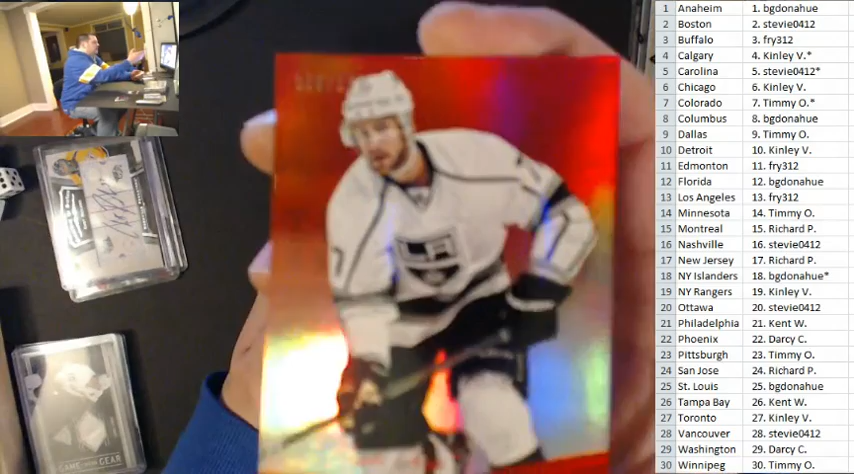 1 Anaheim 1. bgdonahue
2 Boston 2. stevie0412
3 Buffalo 3. fry312
4 Calgary 4. Kinley V.*
5 Carolina 5. stevie0412*
6 Chicago 6. Kinley V.
7 Colorado 7. Timmy O.*
8 Columbus 8. bgdonahue
9 Dallas 9. Timmy O.
10 Detroit 10. Kinley V.
11 Edmonton 11. fry312
12 Florida 12. bgdonahue
13 Los Angeles 13. fry312
14 Minnesota 14. Timmy O.
15 Montreal 15. Richard P.
16 Nashville 16. stevie0412
17 New Jersey 17. Richard P.
18 NY Islanders 18. bgdonahue*
19 NY Rangers 19. Kinley V.
20 Ottawa 20. stevie0412
21 Philadelphia 21. Kent W.
22 Phoenix 22. Darcy C.
23 Pittsburgh 23. Timmy O.
24 San Jose 24. Richard P.
25 St. Louis 25. bgdonahue
26 Tampa Bay 26. Kent W.
27 Toronto 27. Kinley V.
28 Vancouver 28. stevie0412
29 Washington 29. Darcy C.
30 Winnipeg 30. Timmy O.
LA
GEAR